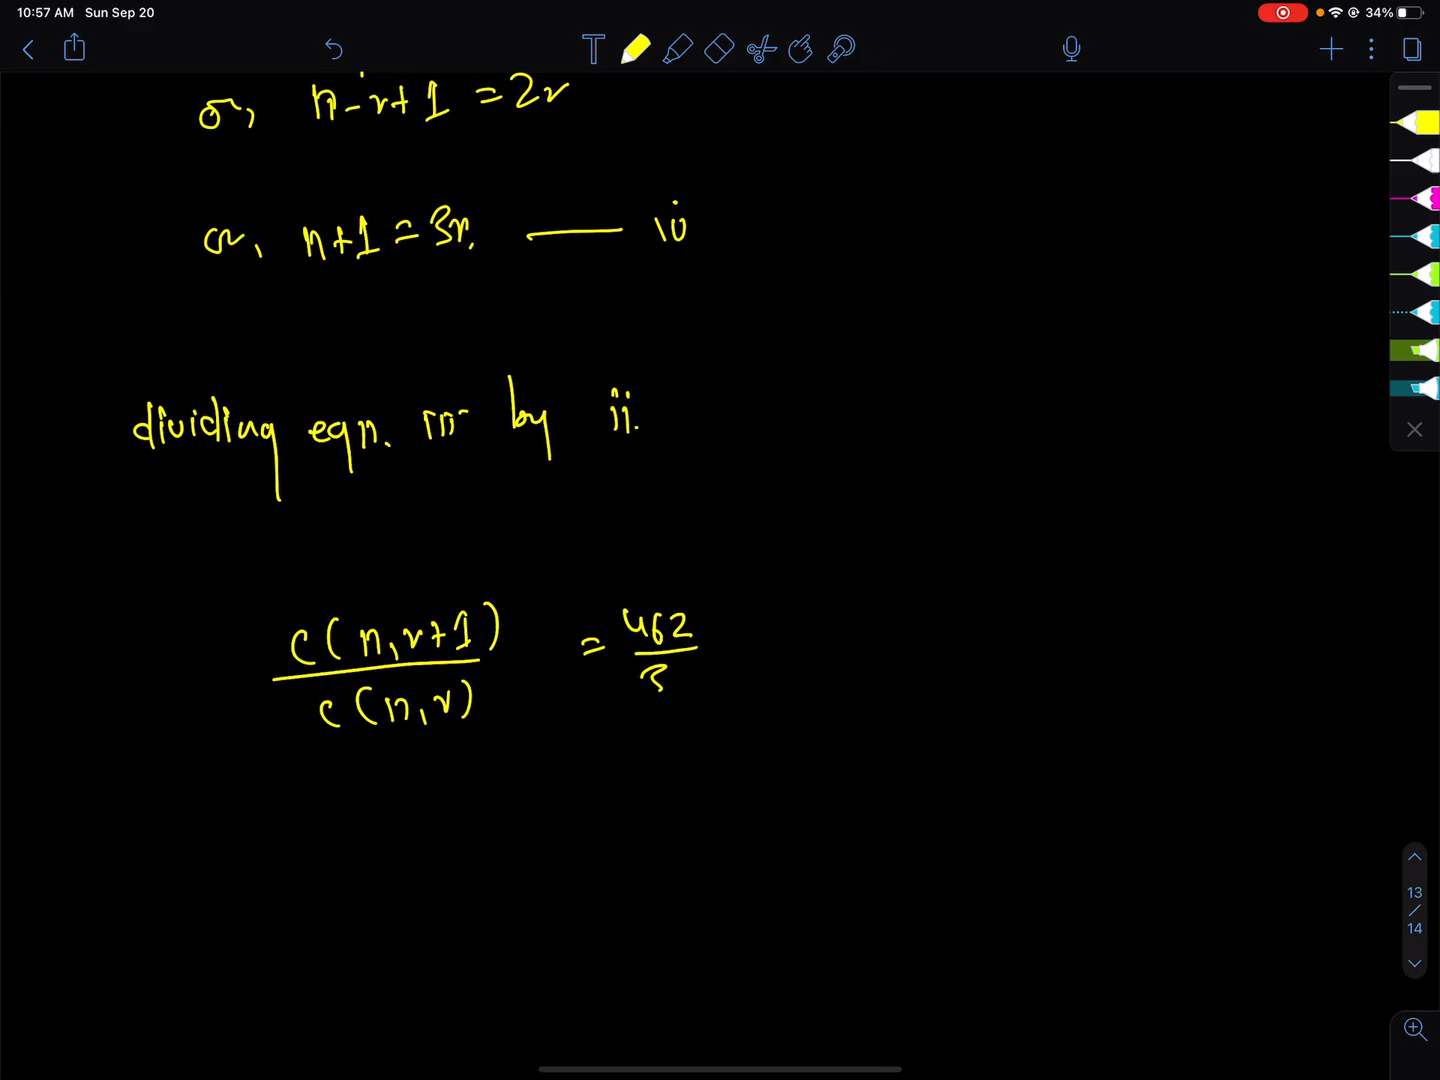 10:57 AM Sun Sep 20 34%
or, n-r+1 = 2r
or, n+1 = 3r. —— iv
dividing eqn. iii by ii.
c(n,r+1) / c(n,r) = 462 / 3
13 / 14